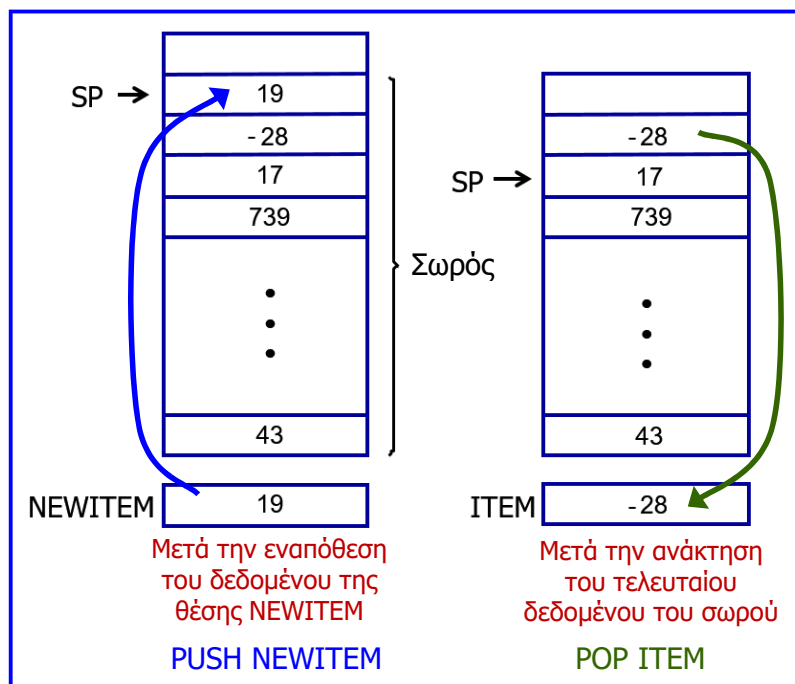 SP → 19
-28
17
739
43
Σωρός
NEWITEM 19
Μετά την εναπόθεση
του δεδομένου της
θέσης NEWITEM
PUSH NEWITEM
-28
SP → 17
739
43
ITEM -28
Μετά την ανάκτηση
του τελευταίου
δεδομένου του σωρού
POP ITEM